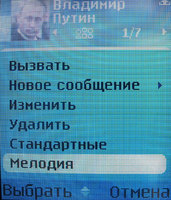 Владимир
Путин
1/7
Вызвать
Новое сообщение
Изменить
Удалить
Стандартные
Мелодия
Выбрать Отмена